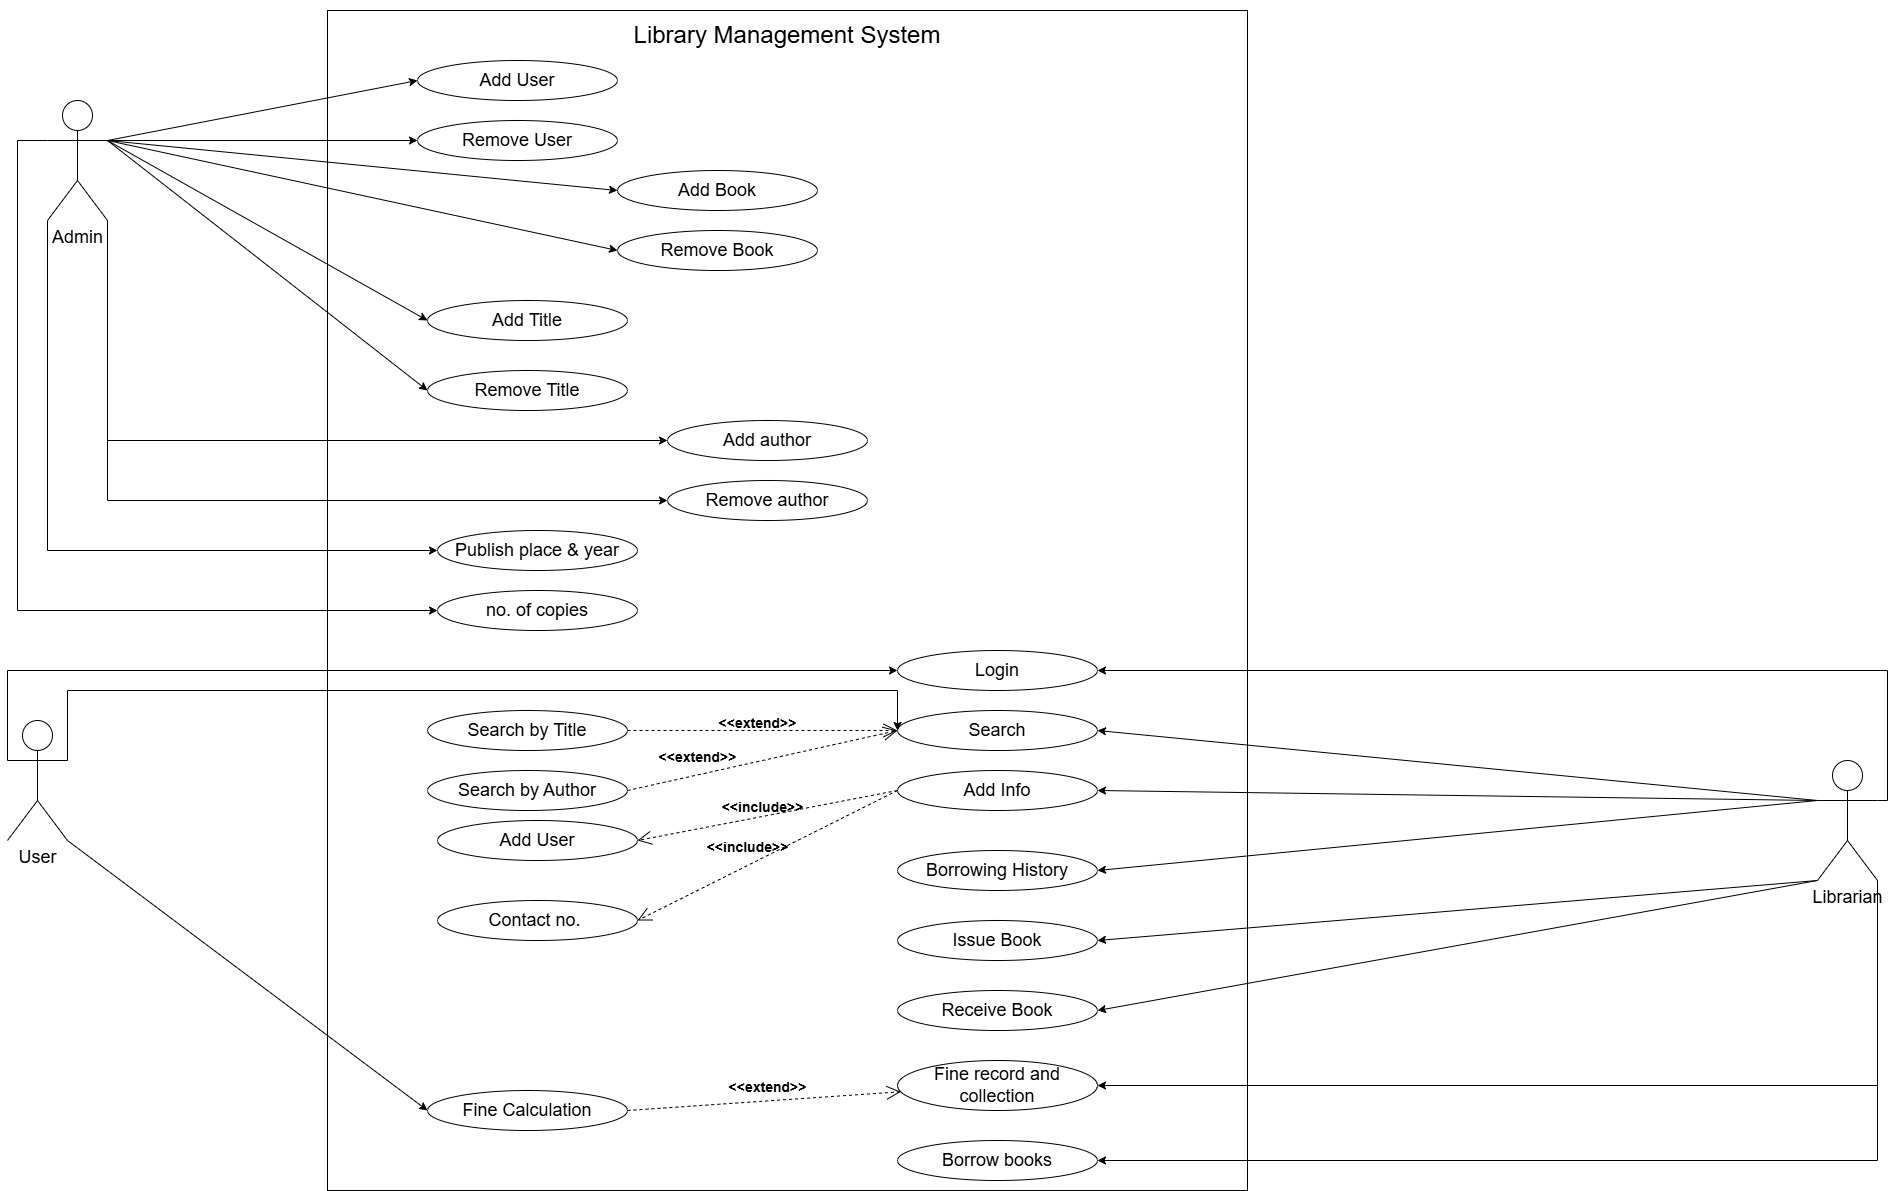 Library Management System
Add User
Remove User
Add Book
Admin
Remove Book
Add Title
Remove Title
Add author
Remove author
Publish place & year
no. of copies
Login
Search by Title
<<extend>>
Search
<<extend>>
Search by Author
Add Info
<<include>>
Add User
<<include>>
User
Borrowing History
Librarian
Contact no.
Issue Book
Receive Book
Fine record and
collection
<<extend>>
Fine Calculation
Borrow books